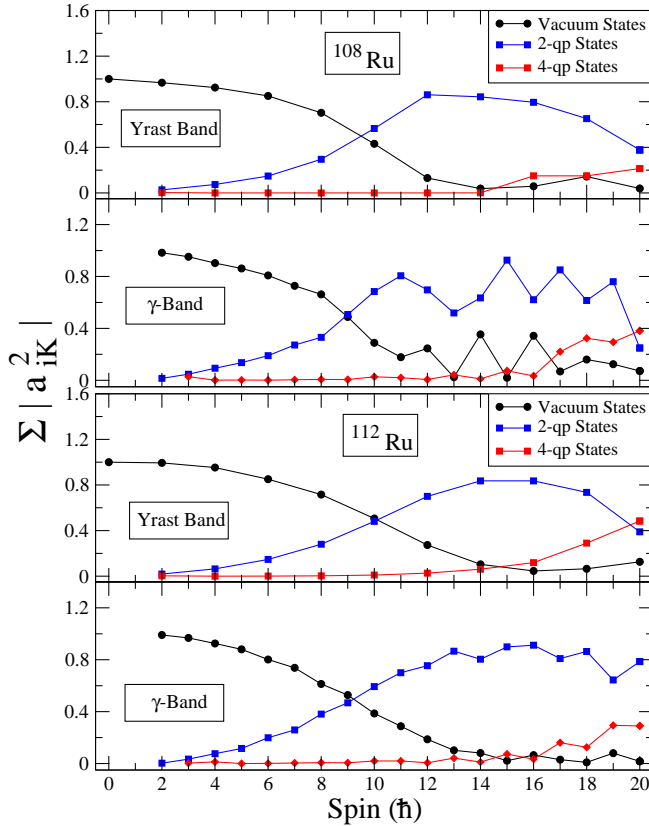 1.6
Vacuum States
2-qp States
4-qp States
108Ru
1.2
0.8
Yrast Band
0.4
0
1.2
0.8
γ-Band
0.4
0
Σ | a²iK |
1.6
Vacuum States
2-qp States
4-qp States
112Ru
1.2
0.8
Yrast Band
0.4
0
1.2
0.8
γ-Band
0.4
0
0 2 4 6 8 10 12 14 16 18 20
Spin (ħ)